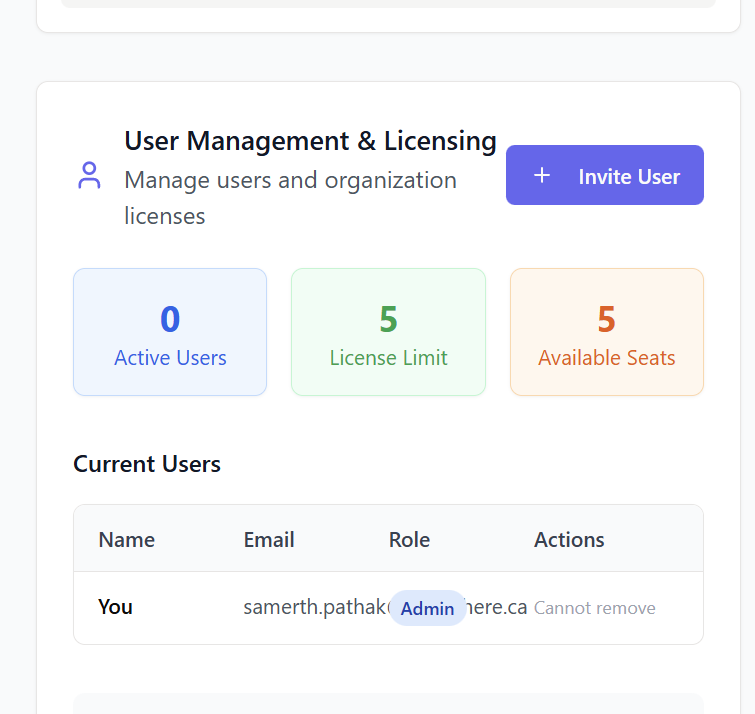 User Management & Licensing
Manage users and organization
licenses
+ Invite User
0
Active Users
5
License Limit
5
Available Seats
Current Users
Name Email Role Actions
You samerth.pathak Admin here.ca Cannot remove